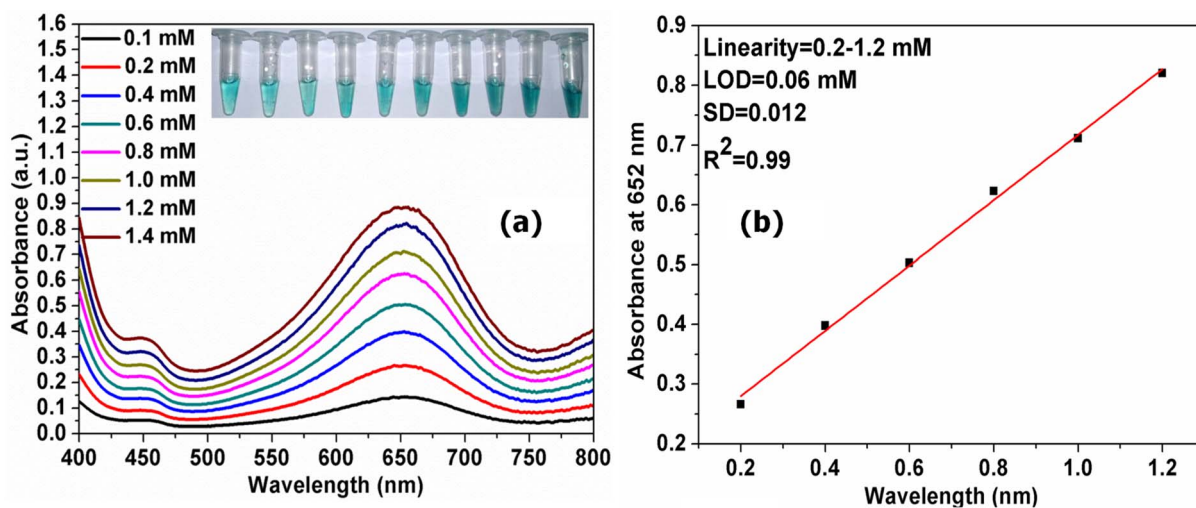 1.6
1.5
1.4
1.3
1.2
1.1
1.0
0.9
0.8
0.7
0.6
0.5
0.4
0.3
0.2
0.1
0.0
Absorbance (a.u.)
0.1 mM
0.2 mM
0.4 mM
0.6 mM
0.8 mM
1.0 mM
1.2 mM
1.4 mM
(a)
400 450 500 550 600 650 700 750 800
Wavelength (nm)
0.9
0.8
0.7
0.6
0.5
0.4
0.3
0.2
Absorbance at 652 nm
Linearity=0.2-1.2 mM
LOD=0.06 mM
SD=0.012
R²=0.99
(b)
0.2 0.4 0.6 0.8 1.0 1.2
Wavelength (nm)